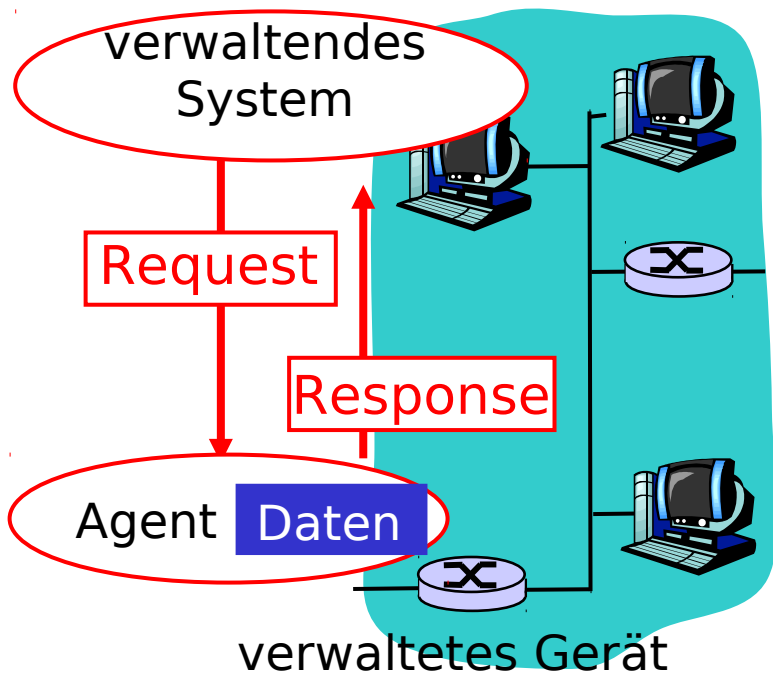 verwaltendes
System
Request
Response
Agent Daten
verwaltetes Gerät